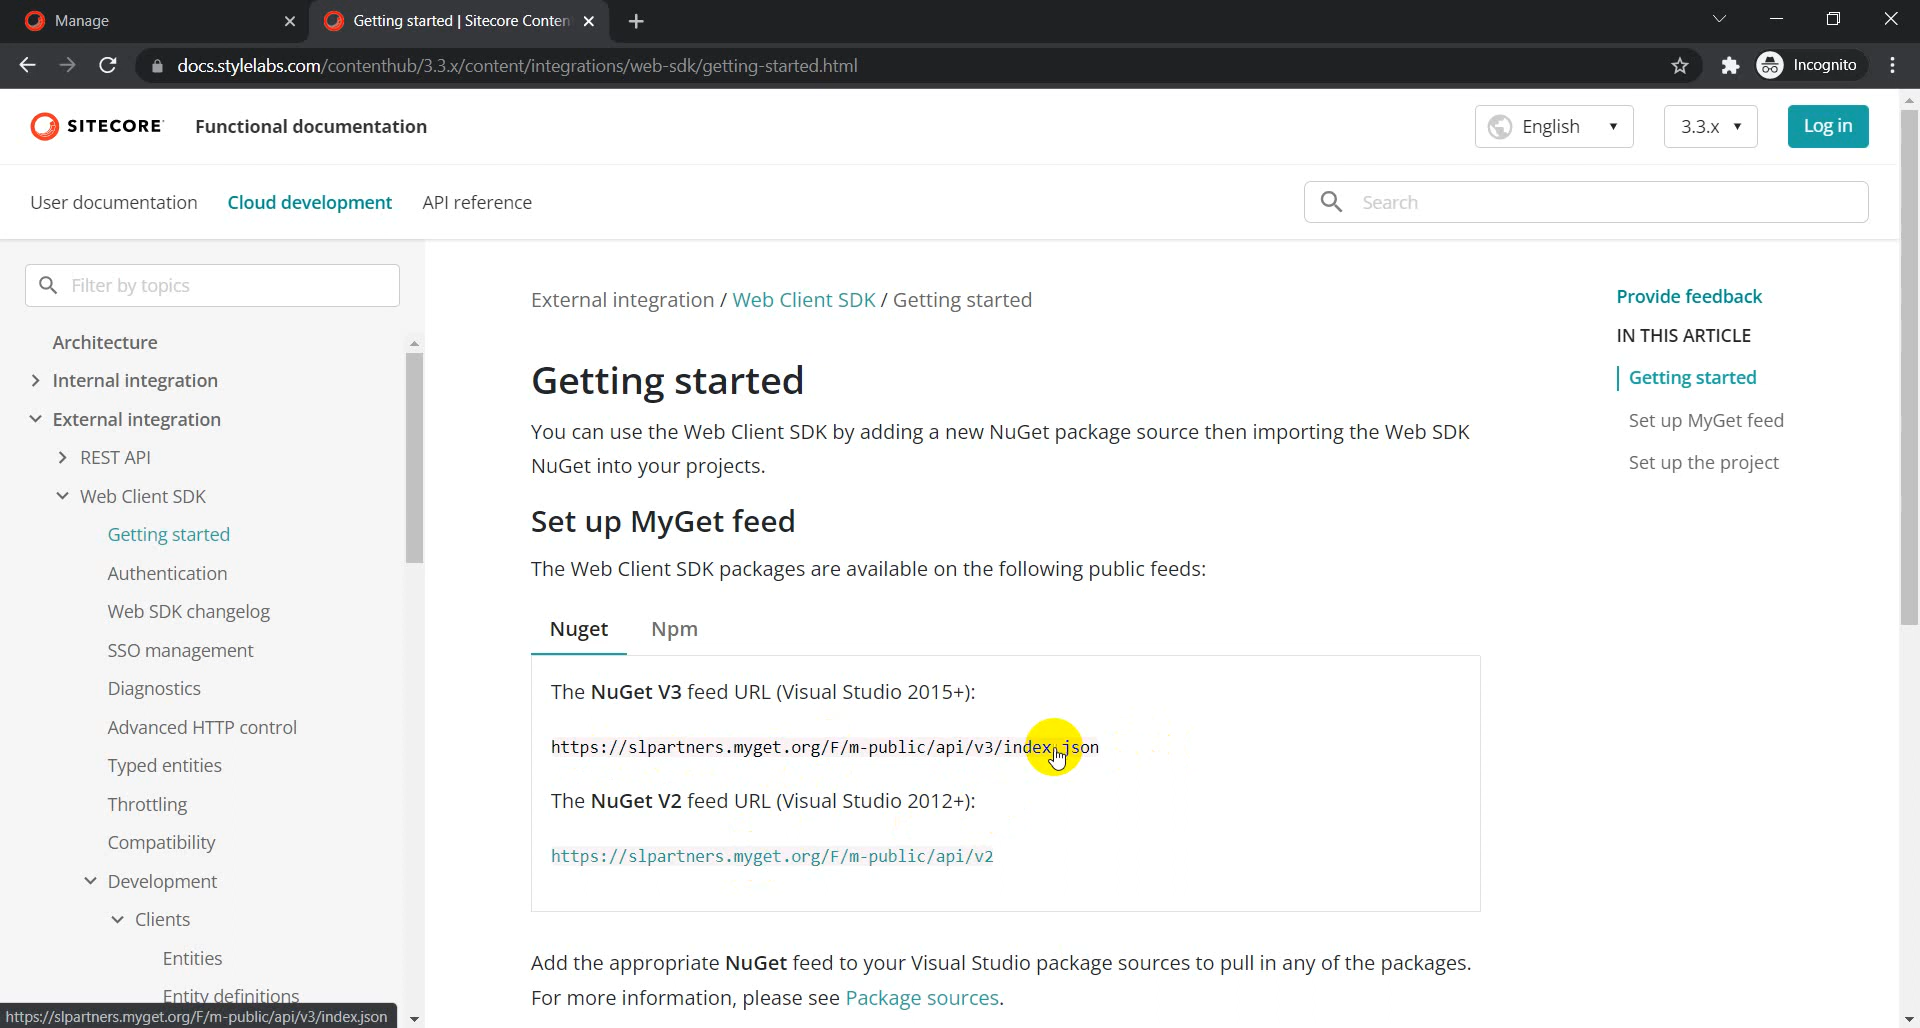 Manage
Getting started | Sitecore Conten
docs.stylelabs.com/contenthub/3.3.x/content/integrations/web-sdk/getting-started.html
Incognito
SITECORE
Functional documentation
English
3.3.x
Log in
User documentation
Cloud development
API reference
Search
Filter by topics
Architecture
Internal integration
External integration
REST API
Web Client SDK
Getting started
Authentication
Web SDK changelog
SSO management
Diagnostics
Advanced HTTP control
Typed entities
Throttling
Compatibility
Development
Clients
Entities
Entity definitions
https://slpartners.myget.org/F/m-public/api/v3/index.json
External integration / Web Client SDK / Getting started
Getting started
You can use the Web Client SDK by adding a new NuGet package source then importing the Web SDK
NuGet into your projects.
Set up MyGet feed
The Web Client SDK packages are available on the following public feeds:
Nuget
Npm
The NuGet V3 feed URL (Visual Studio 2015+):
https://slpartners.myget.org/F/m-public/api/v3/index.json
The NuGet V2 feed URL (Visual Studio 2012+):
https://slpartners.myget.org/F/m-public/api/v2
Add the appropriate NuGet feed to your Visual Studio package sources to pull in any of the packages.
For more information, please see Package sources.
Provide feedback
IN THIS ARTICLE
Getting started
Set up MyGet feed
Set up the project